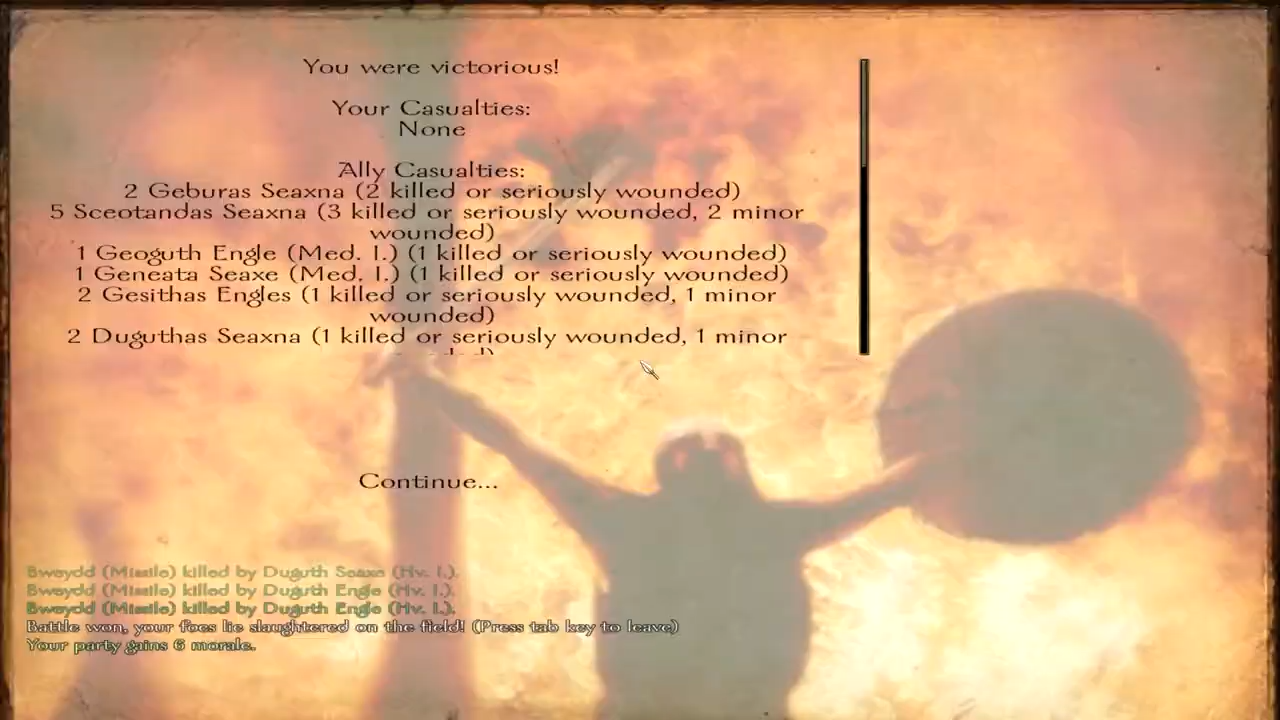 You were victorious!
Your Casualties:
None
Ally Casualties:
2 Geburas Seaxna (2 killed or seriously wounded)
5 Sceotandas Seaxna (3 killed or seriously wounded, 2 minor
wounded)
1 Geoguth Engle (Med. I.) (1 killed or seriously wounded)
1 Geneata Seaxe (Med. I.) (1 killed or seriously wounded)
2 Gesithas Engles (1 killed or seriously wounded, 1 minor
wounded)
2 Duguthas Seaxna (1 killed or seriously wounded, 1 minor
Continue...
Bweydd (Missile) killed by Duguth Seaxe (Hv. I.).
Bweydd (Missile) killed by Duguth Engle (Hv. I.).
Bweydd (Missile) killed by Duguth Engle (Hv. I.).
Battle won, your foes lie slaughtered on the field! (Press tab key to leave)
Your party gains 6 morale.